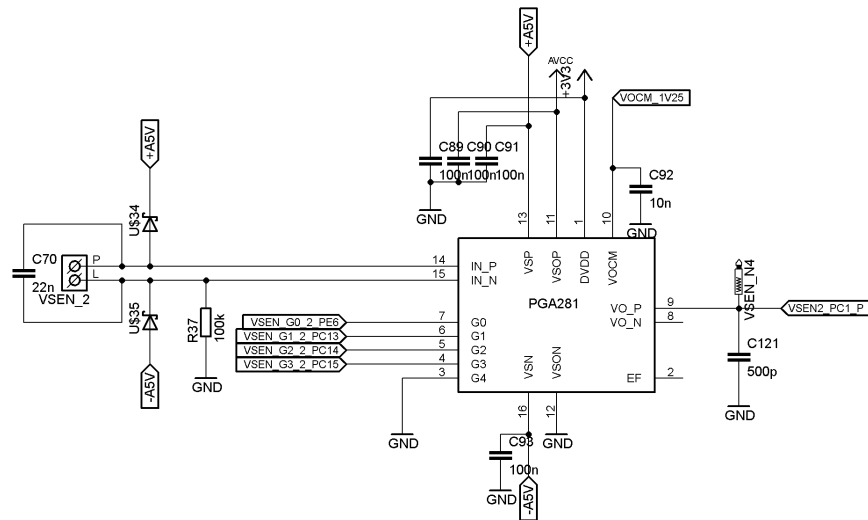 +A5V
AVCC
+3V3
VOCM_1V25
+A5V
C89
C90
C91
100n
100n
100n
GND
C92
10n
GND
U$34
C70
22n
P
L
VSEN_2
U$35
-A5V
R37
100k
GND
13
11
1
10
VSP
VSOP
DVDD
VOCM
14
IN_P
15
IN_N
PGA281
VSEN_G0_2_PE6
7
G0
VSEN_G1_2_PC13
6
G1
VSEN_G2_2_PC14
5
G2
VSEN_G3_2_PC15
4
G3
3
G4
GND
VO_P
9
VO_N
8
EF
2
VSEN_N4
VSEN2_PC1_P
C121
500p
GND
VSN
VSON
16
12
GND
C93
100n
GND
-A5V